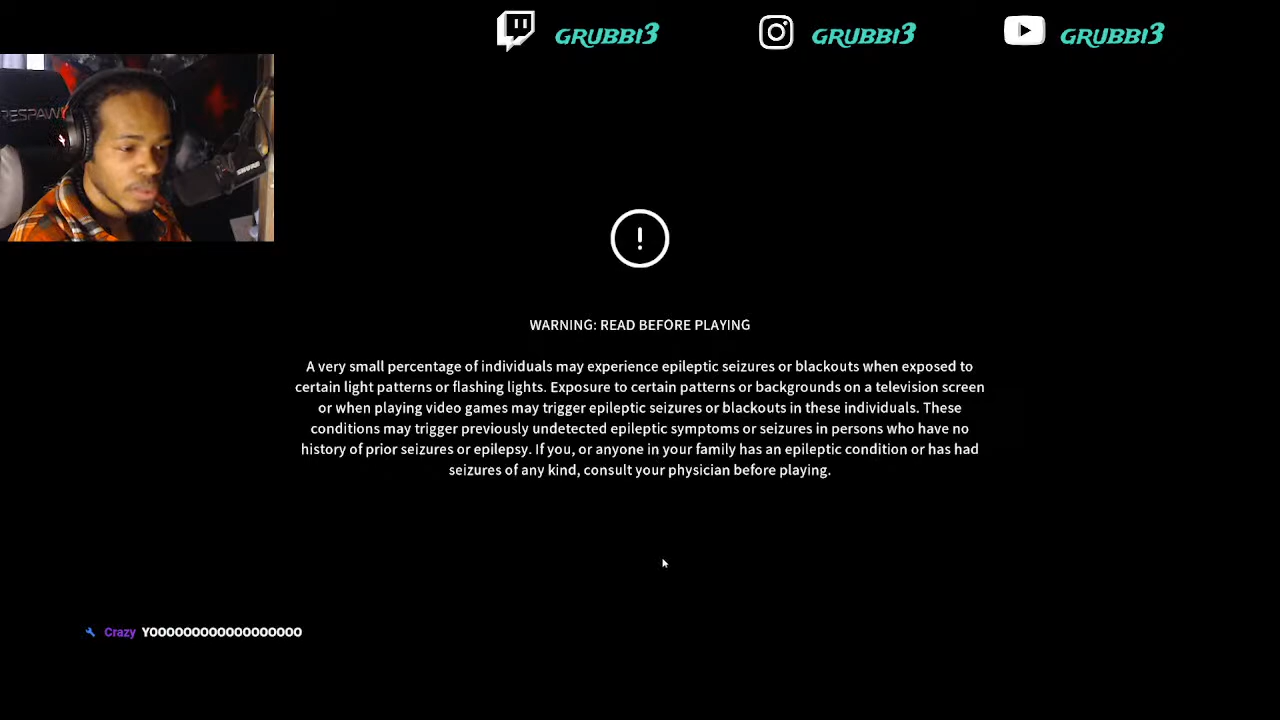 GRUBBI3 GRUBBI3 GRUBBI3
RESPAWN
SHURE
WARNING: READ BEFORE PLAYING
A very small percentage of individuals may experience epileptic seizures or blackouts when exposed to
certain light patterns or flashing lights. Exposure to certain patterns or backgrounds on a television screen
or when playing video games may trigger epileptic seizures or blackouts in these individuals. These
conditions may trigger previously undetected epileptic symptoms or seizures in persons who have no
history of prior seizures or epilepsy. If you, or anyone in your family has an epileptic condition or has had
seizures of any kind, consult your physician before playing.
Crazy YOOOOOOOOOOOOOOOOOO